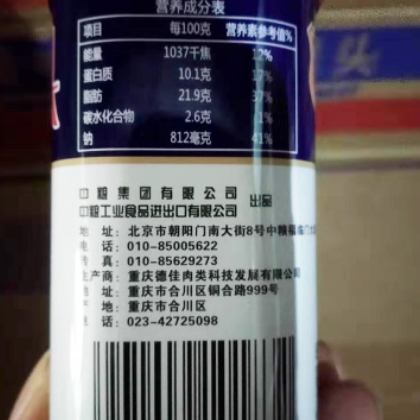 营养成分表
项目 每100克 营养素参考值%
能量 1037千焦 12%
蛋白质 10.1克 17%
脂肪 21.9克 37%
碳水化合物 2.6克 1%
钠 812毫克 41%
中粮集团有限公司 出品
中粮工业食品进出口有限公司
地 址：北京市朝阳门南大街8号中粮福临门大
电 话：010-85005622
传 真：010-85629273
生产商：重庆德佳肉类科技发展有限公司
地 址：重庆市合川区铜合路999号
产 地：重庆市合川区
电 话：023-42725098